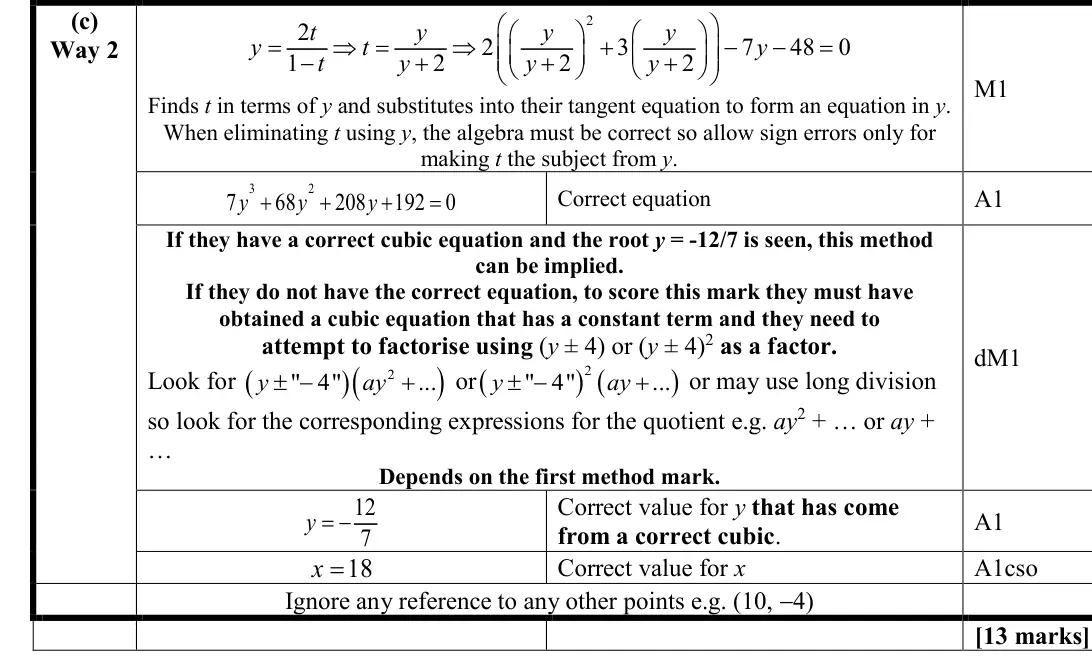 (c)
Way 2
y = 2t/(1−t) ⇒ t = y/(y+2) ⇒ 2((y/(y+2))² + 3(y/(y+2))) − 7y − 48 = 0
Finds t in terms of y and substitutes into their tangent equation to form an equation in y.
When eliminating t using y, the algebra must be correct so allow sign errors only for
making t the subject from y.
M1
7y³ + 68y² + 208y + 192 = 0
Correct equation
A1
If they have a correct cubic equation and the root y = -12/7 is seen, this method
can be implied.
If they do not have the correct equation, to score this mark they must have
obtained a cubic equation that has a constant term and they need to
attempt to factorise using (y ± 4) or (y ± 4)² as a factor.
Look for (y ± "− 4")(ay² + ...) or (y ± "− 4")² (ay + ...) or may use long division
so look for the corresponding expressions for the quotient e.g. ay² + … or ay +
…
Depends on the first method mark.
dM1
y = −12/7
Correct value for y that has come
from a correct cubic.
A1
x = 18
Correct value for x
A1cso
Ignore any reference to any other points e.g. (10, −4)
[13 marks]